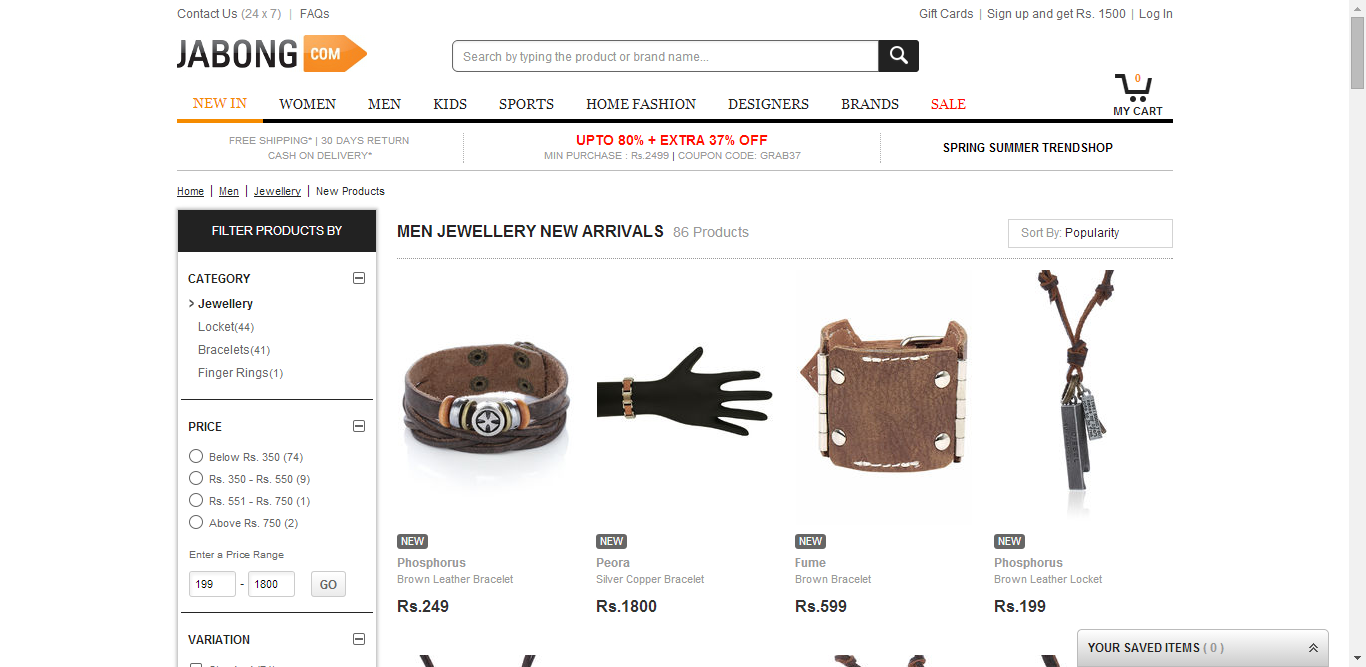 Contact Us (24 x 7) | FAQs
Gift Cards | Sign up and get Rs. 1500 | Log In
JABONG COM
Search by typing the product or brand name...
0
MY CART
NEW IN WOMEN MEN KIDS SPORTS HOME FASHION DESIGNERS BRANDS SALE
FREE SHIPPING* | 30 DAYS RETURN
CASH ON DELIVERY*
UPTO 80% + EXTRA 37% OFF
MIN PURCHASE : Rs.2499 | COUPON CODE: GRAB37
SPRING SUMMER TRENDSHOP
Home | Men | Jewellery | New Products
FILTER PRODUCTS BY
CATEGORY
> Jewellery
Locket(44)
Bracelets(41)
Finger Rings(1)
PRICE
Below Rs. 350 (74)
Rs. 350 - Rs. 550 (9)
Rs. 551 - Rs. 750 (1)
Above Rs. 750 (2)
Enter a Price Range
199 - 1800 GO
VARIATION
MEN JEWELLERY NEW ARRIVALS 86 Products
Sort By: Popularity
NEW
Phosphorus
Brown Leather Bracelet
Rs.249
NEW
Peora
Silver Copper Bracelet
Rs.1800
NEW
Fume
Brown Bracelet
Rs.599
NEW
Phosphorus
Brown Leather Locket
Rs.199
YOUR SAVED ITEMS ( 0 )